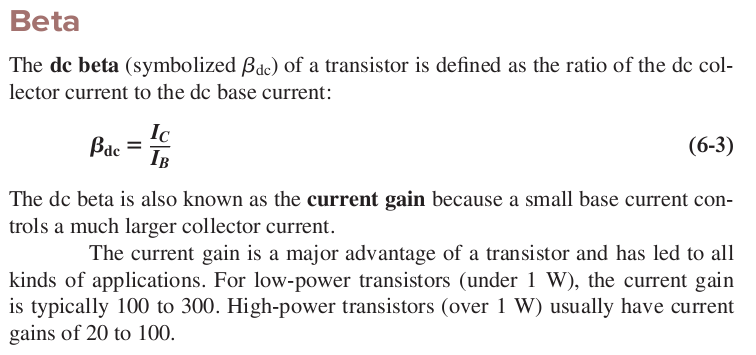 Beta
The dc beta (symbolized βdc) of a transistor is defined as the ratio of the dc col-
lector current to the dc base current:
βdc = IC/IB (6-3)
The dc beta is also known as the current gain because a small base current con-
trols a much larger collector current.
The current gain is a major advantage of a transistor and has led to all
kinds of applications. For low-power transistors (under 1 W), the current gain
is typically 100 to 300. High-power transistors (over 1 W) usually have current
gains of 20 to 100.